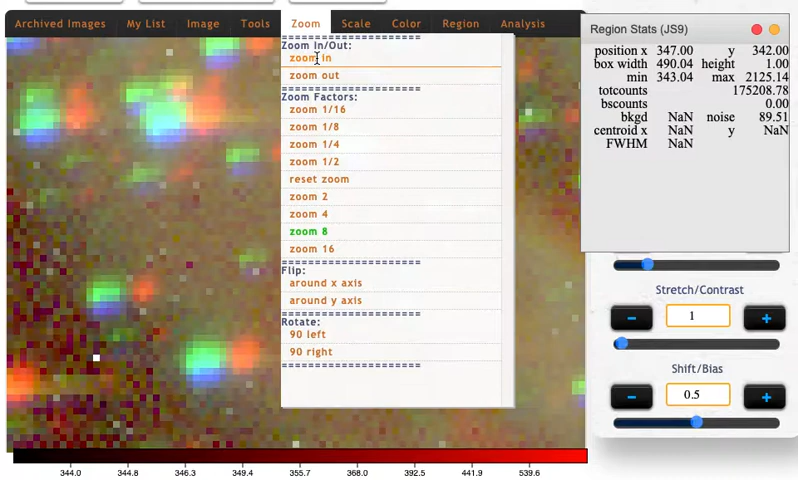 Archived Images My List Image Tools Zoom Scale Color Region Analysis
====================
Zoom In/Out:
zoom in
zoom out
====================
Zoom Factors:
zoom 1/16
zoom 1/8
zoom 1/4
zoom 1/2
reset zoom
zoom 2
zoom 4
zoom 8
zoom 16
====================
Flip:
around x axis
around y axis
====================
Rotate:
90 left
90 right
====================
Region Stats (JS9)
position x 347.00 y 342.00
box width 490.04 height 1.00
min 343.04 max 2125.14
totcounts 175208.78
bscounts 0.00
bkgd NaN noise 89.51
centroid x NaN y NaN
FWHM NaN
Stretch/Contrast
- 1 +
Shift/Bias
- 0.5 +
344.0 344.8 346.3 349.4 355.7 368.0 392.5 441.9 539.6